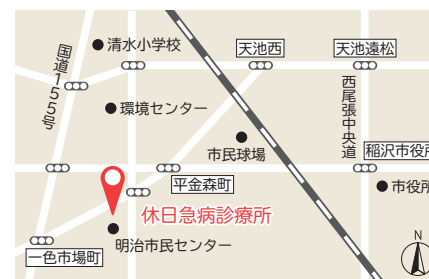 清水小学校
天池西
天池遠松
国道155号
環境センター
西尾張中央道
市民球場
稲沢市役所
平金森町
市役所
休日急病診療所
明治市民センター
一色市場町
N